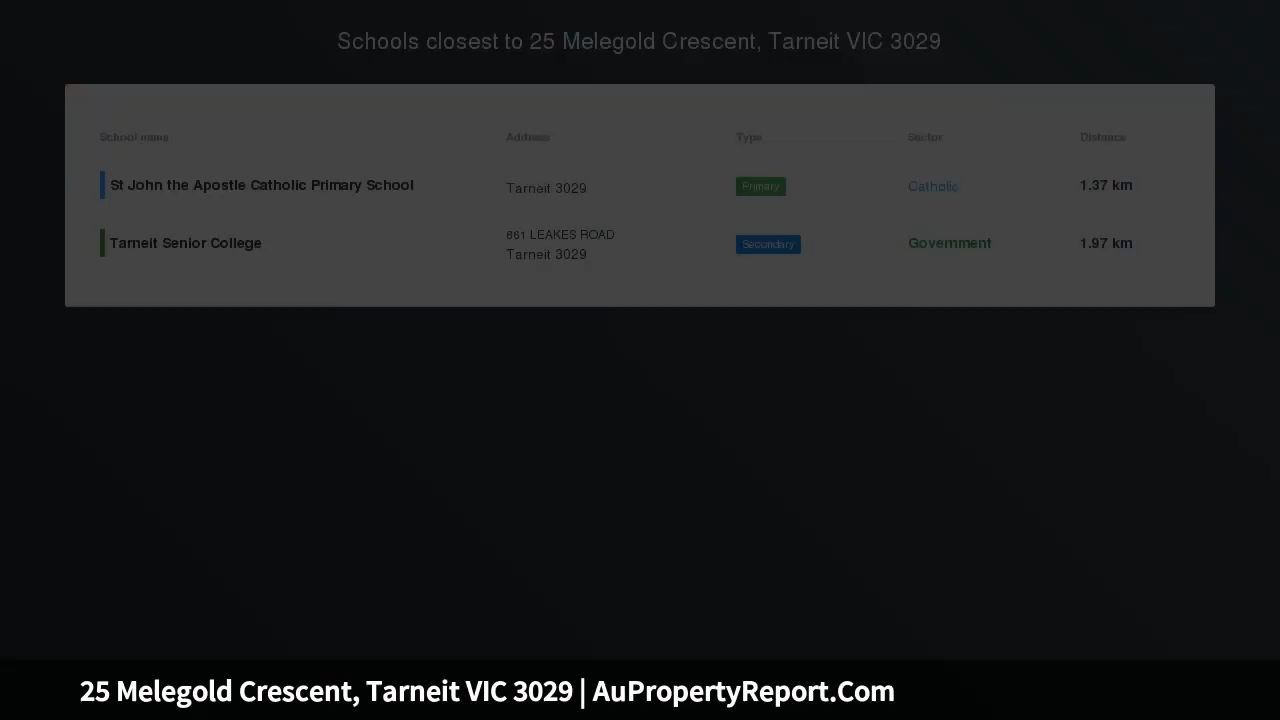 Schools closest to 25 Melegold Crescent, Tarneit VIC 3029
School name Address Type Sector Distance
St John the Apostle Catholic Primary School Tarneit 3029 Primary Catholic 1.37 km
Tarneit Senior College 861 LEAKES ROAD Secondary Government 1.97 km
Tarneit 3029
25 Melegold Crescent, Tarneit VIC 3029 | AuPropertyReport.Com